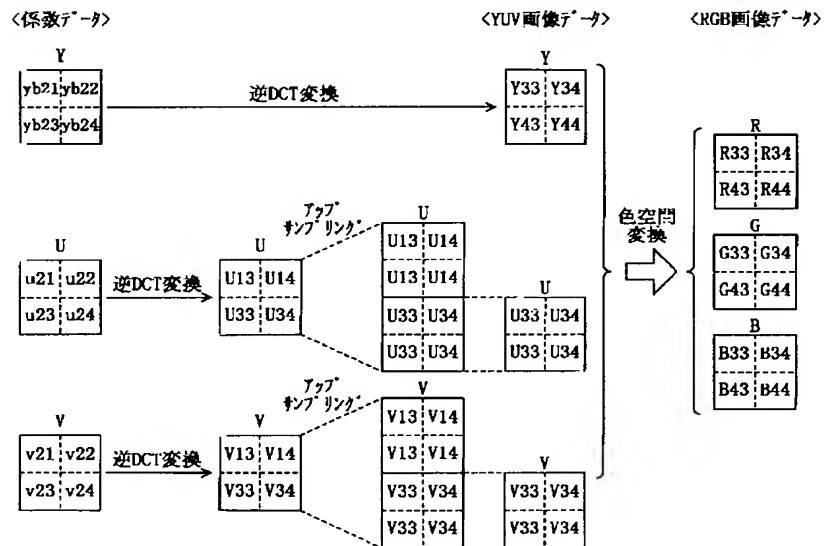 <係数データ>
<YUV画像データ>
<RGB画像データ>
Y
yb21 yb22
yb23 yb24
逆DCT変換
Y
Y33 Y34
Y43 Y44
U
u21 u22
u23 u24
逆DCT変換
U
U13 U14
U33 U34
アップ
サンプリング
U
U13 U14
U13 U14
U33 U34
U33 U34
U
U33 U34
U33 U34
V
v21 v22
v23 v24
逆DCT変換
V
V13 V14
V33 V34
アップ
サンプリング
V
V13 V14
V13 V14
V33 V34
V33 V34
V
V33 V34
V33 V34
色空間
変換
R
R33 R34
R43 R44
G
G33 G34
G43 G44
B
B33 B34
B43 B44